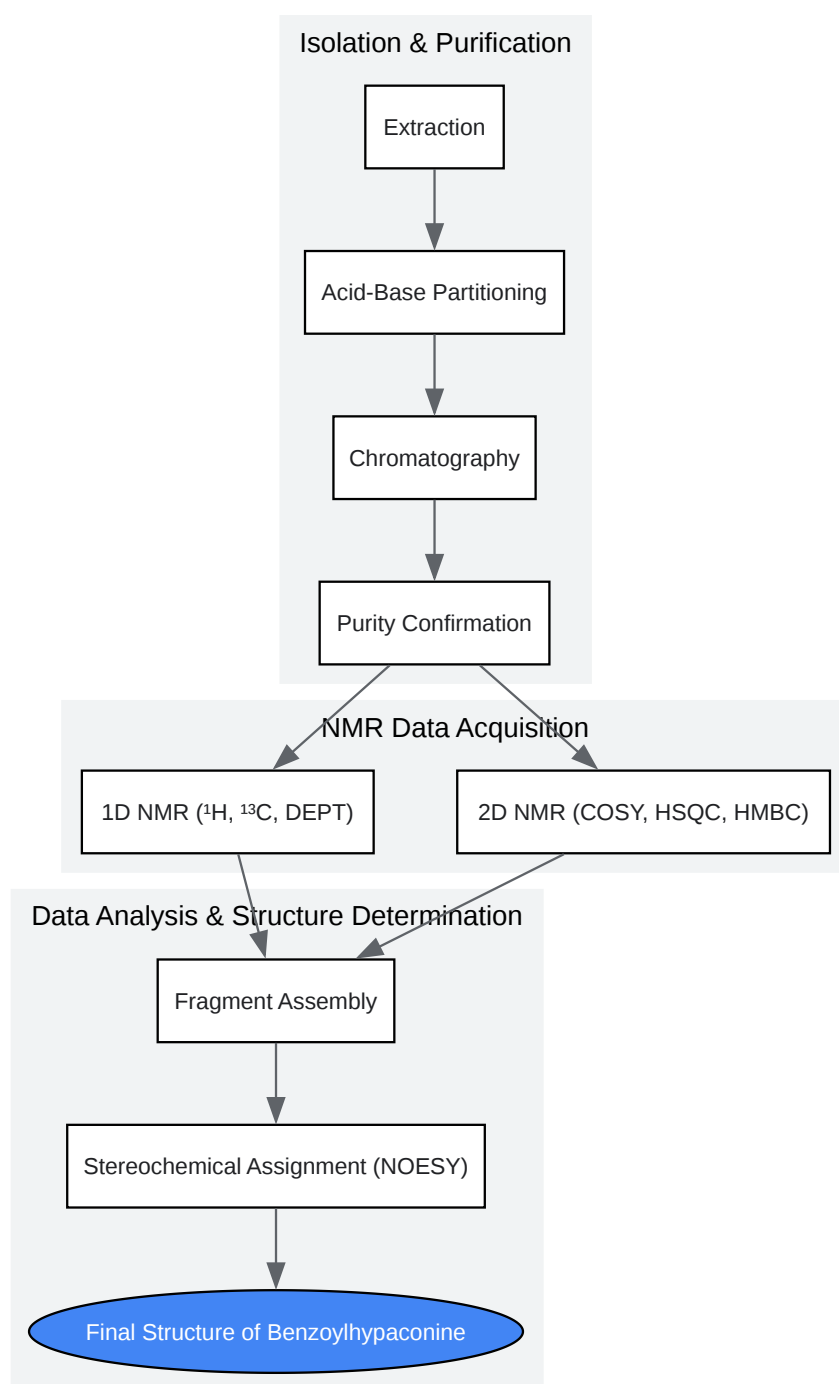 Isolation & Purification
Extraction
Acid-Base Partitioning
Chromatography
Purity Confirmation
NMR Data Acquisition
1D NMR (¹H, ¹³C, DEPT)
2D NMR (COSY, HSQC, HMBC)
Data Analysis & Structure Determination
Fragment Assembly
Stereochemical Assignment (NOESY)
Final Structure of Benzoylhypaconine